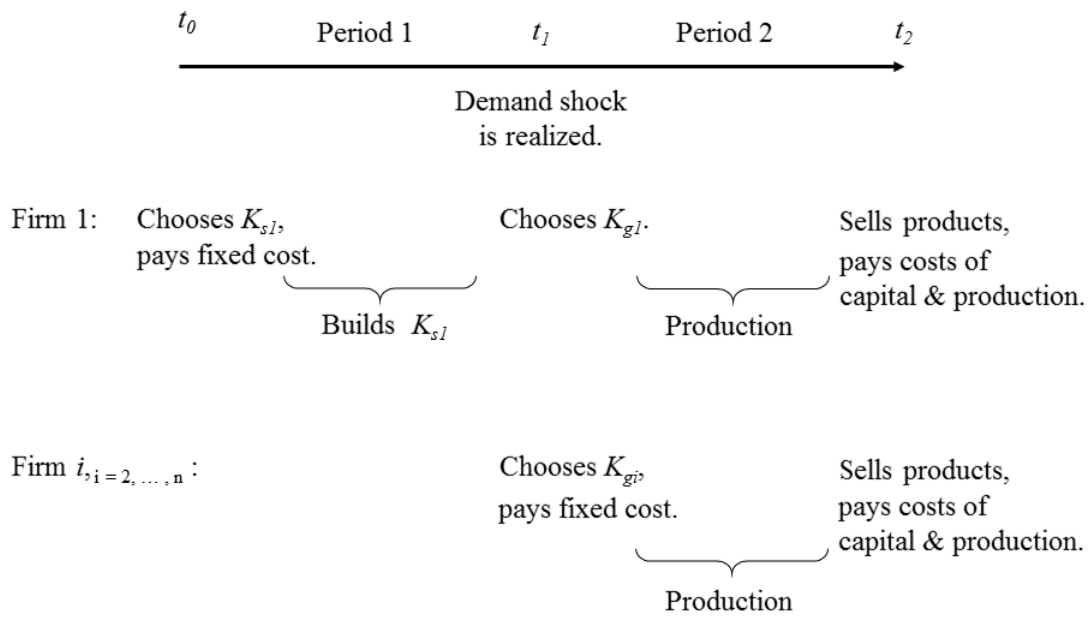 t0 Period 1 t1 Period 2 t2
Demand shock
is realized.
Firm 1: Chooses Ks1, Chooses Kg1. Sells products,
pays fixed cost. pays costs of
capital & production.
Builds Ks1 Production
Firm i, i = 2, … , n : Chooses Kgi, Sells products,
pays fixed cost. pays costs of
capital & production.
Production